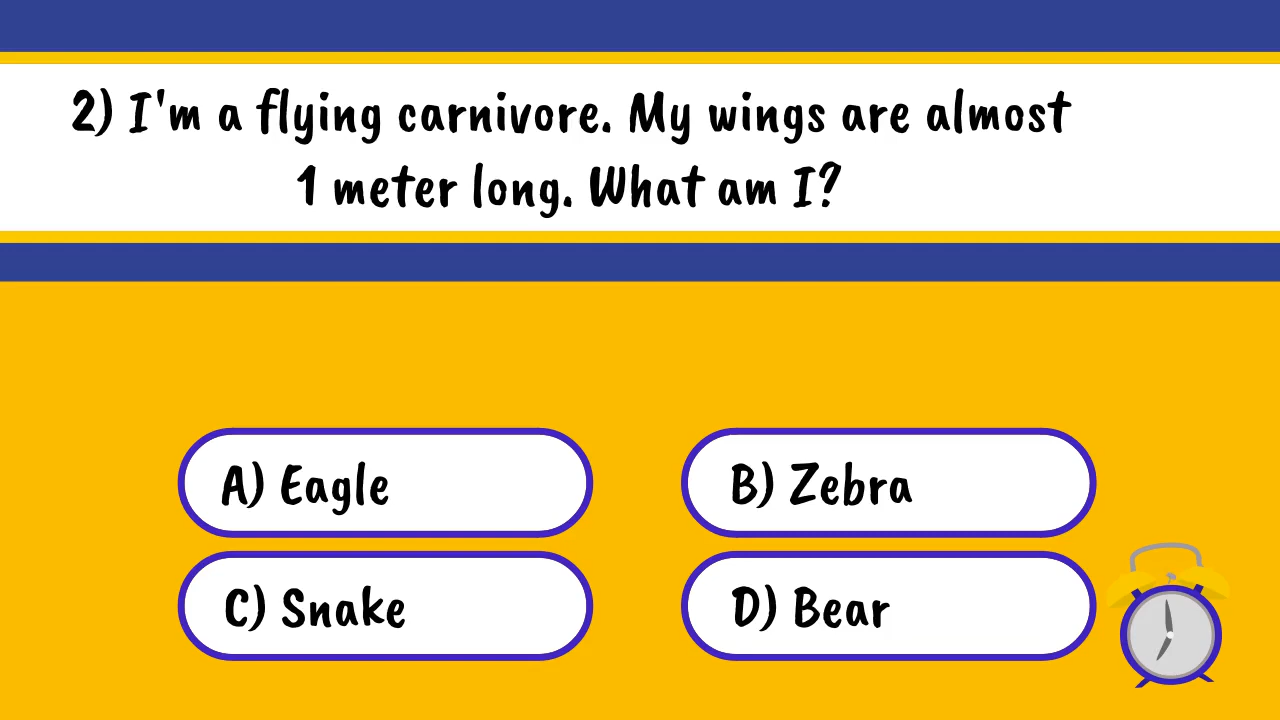 2) I'm a flying carnivore. My wings are almost
1 meter long. What am I?
A) Eagle
B) Zebra
C) Snake
D) Bear